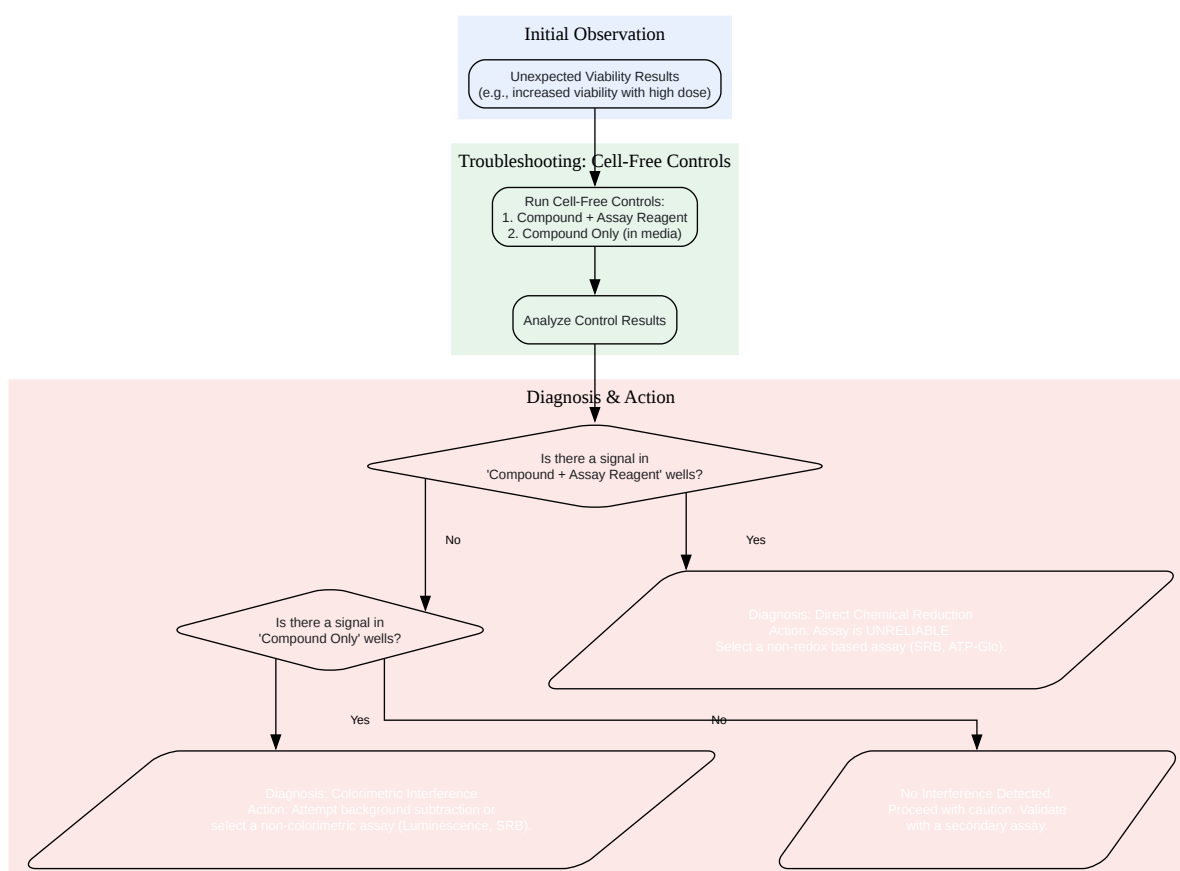 Initial Observation
Unexpected Viability Results
(e.g., increased viability with high dose)
Troubleshooting: Cell-Free Controls
Run Cell-Free Controls:
1. Compound + Assay Reagent
2. Compound Only (in media)
Analyze Control Results
Diagnosis & Action
Is there a signal in
'Compound + Assay Reagent' wells?
No
Yes
Is there a signal in
'Compound Only' wells?
Diagnosis: Direct Chemical Reduction
Action: Assay is UNRELIABLE.
Select a non-redox based assay (SRB, ATP-Glo).
Yes
No
Diagnosis: Colorimetric Interference
Action: Attempt background subtraction or
select a non-colorimetric assay (Luminescence, SRB).
No Interference Detected.
Proceed with caution. Validate
with a secondary assay.